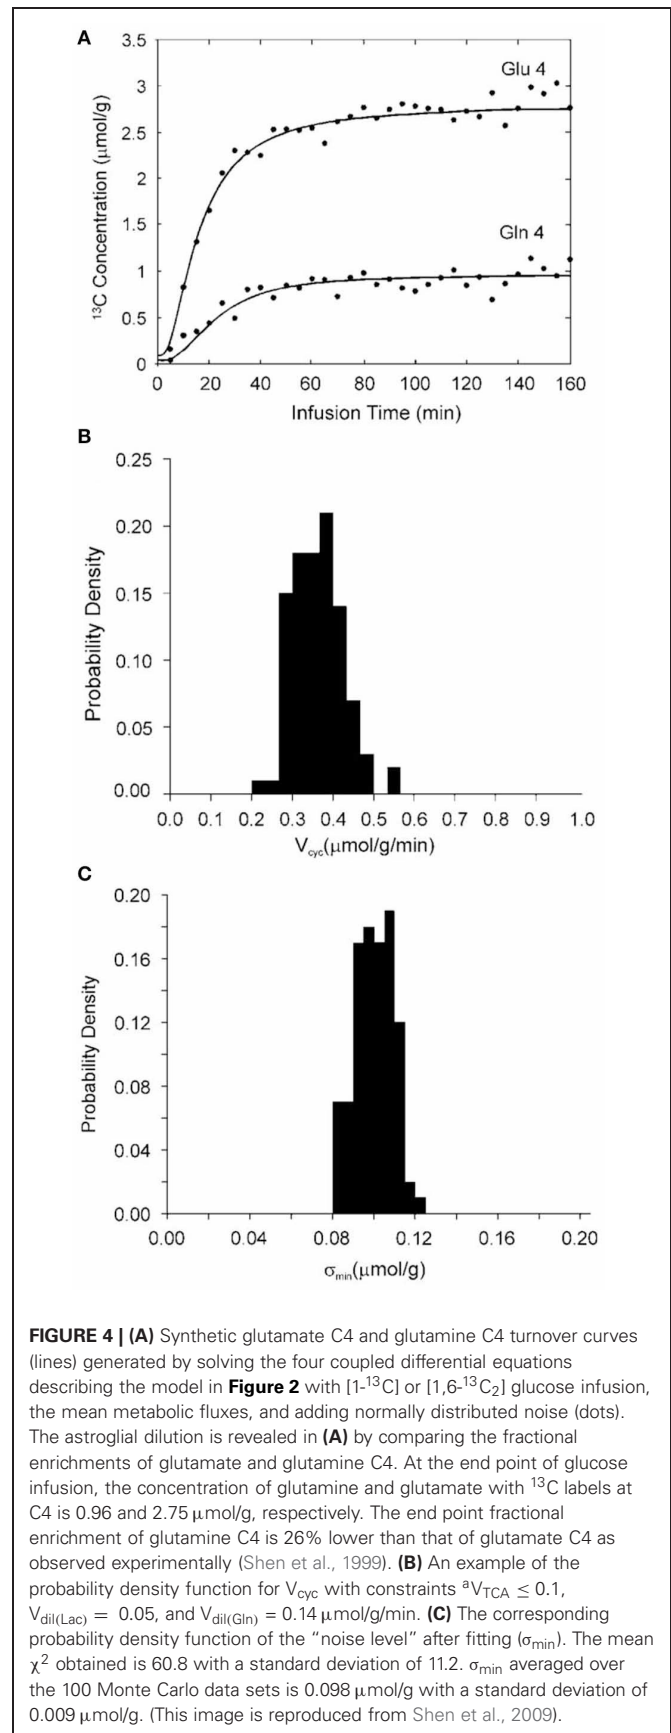 A
3.5
3
2.5
2
1.5
1
0.5
0
¹³C Concentration (μmol/g)
Glu 4
Gln 4
0 20 40 60 80 100 120 140 160
Infusion Time (min)
B
0.25
0.20
0.15
0.10
0.05
0.00
Probability Density
0.0 0.1 0.2 0.3 0.4 0.5 0.6 0.7 0.8 0.9 1.0
Vcyc(μmol/g/min)
C
0.20
0.16
0.12
0.08
0.04
0.00
Probability Density
0.00 0.04 0.08 0.12 0.16 0.20
σmin(μmol/g)
FIGURE 4 | (A) Synthetic glutamate C4 and glutamine C4 turnover curves
(lines) generated by solving the four coupled differential equations
describing the model in Figure 2 with [1-¹³C] or [1,6-¹³C₂] glucose infusion,
the mean metabolic fluxes, and adding normally distributed noise (dots).
The astroglial dilution is revealed in (A) by comparing the fractional
enrichments of glutamate and glutamine C4. At the end point of glucose
infusion, the concentration of glutamine and glutamate with ¹³C labels at
C4 is 0.96 and 2.75 μmol/g, respectively. The end point fractional
enrichment of glutamine C4 is 26% lower than that of glutamate C4 as
observed experimentally (Shen et al., 1999). (B) An example of the
probability density function for Vcyc with constraints ᵃVTCA ≤ 0.1,
Vdil(Lac) = 0.05, and Vdil(Gln) = 0.14 μmol/g/min. (C) The corresponding
probability density function of the “noise level” after fitting (σmin). The mean
χ² obtained is 60.8 with a standard deviation of 11.2. σmin averaged over
the 100 Monte Carlo data sets is 0.098 μmol/g with a standard deviation of
0.009 μmol/g. (This image is reproduced from Shen et al., 2009).